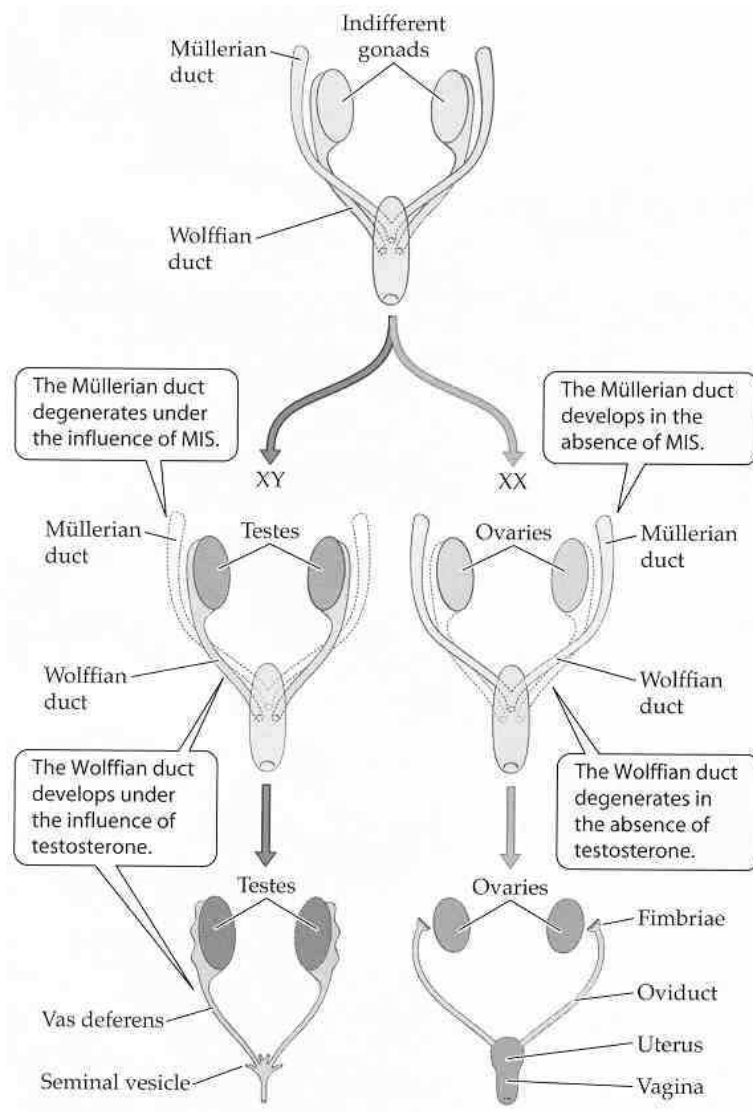 Indifferent
gonads
Müllerian
duct
Wolffian
duct
The Müllerian duct
degenerates under
the influence of MIS.
The Müllerian duct
develops in the
absence of MIS.
XY
XX
Müllerian
duct
Testes
Ovaries
Müllerian
duct
Wolffian
duct
Wolffian
duct
The Wolffian duct
develops under
the influence of
testosterone.
The Wolffian duct
degenerates in
the absence of
testosterone.
Testes
Ovaries
Fimbriae
Vas deferens
Oviduct
Seminal vesicle
Uterus
Vagina